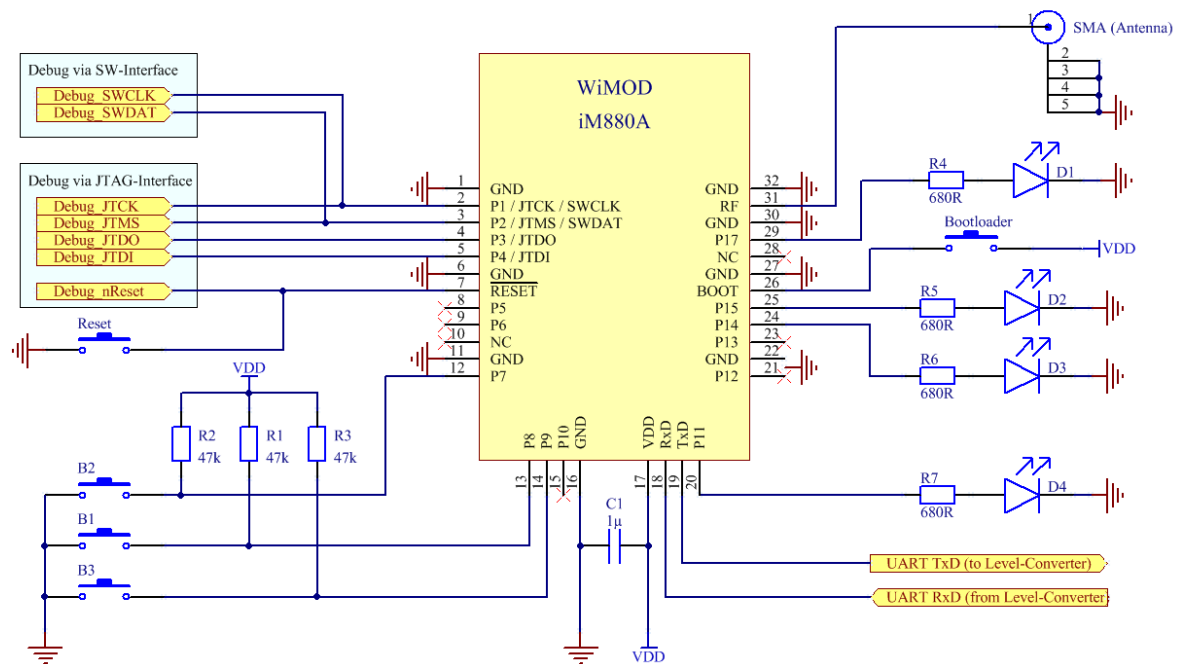 1 SMA (Antenna)
2
3
4
5
Debug via SW-Interface
Debug_SWCLK
Debug_SWDAT
WiMOD
iM880A
Debug via JTAG-Interface
Debug_JTCK
Debug_JTMS
Debug_JTDO
Debug_JTDI
Debug_nReset
Reset
1 GND
2 P1 / JTCK / SWCLK
3 P2 / JTMS / SWDAT
4 P3 / JTDO
5 P4 / JTDI
6 GND
7 RESET
8 P5
9 P6
10 NC
11 GND
12 P7
GND 32
RF 31
GND 30
P17 29
NC 28
GND 27
BOOT 26
P15 25
P14 24
P13 23
GND 22
P12 21
P8 P9 P10 GND VDD RxD TxD P11
13 14 15 16 17 18 19 20
R4 D1
680R
Bootloader
VDD
R5 D2
680R
R6 D3
680R
R7 D4
680R
VDD
R2 R1 R3
47k 47k 47k
B2
B1
B3
C1
1µ
VDD
UART TxD (to Level-Converter)
UART RxD (from Level-Converter